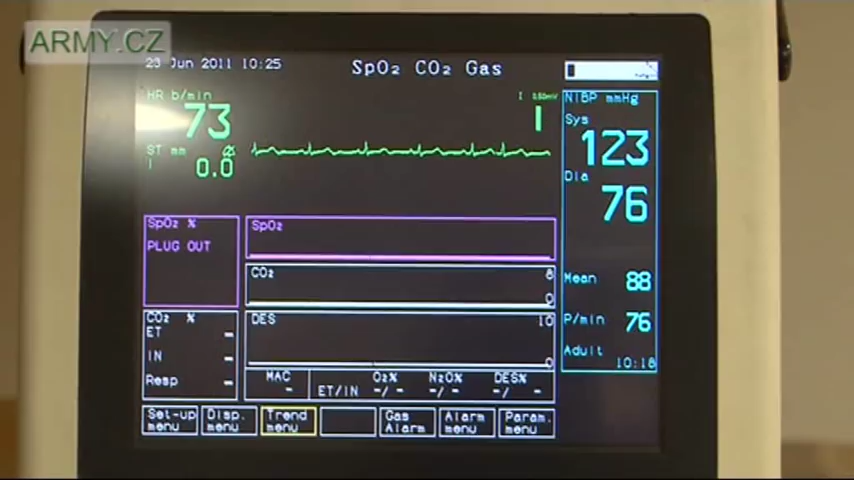 ARMY.CZ
23 Jun 2011 10:25
SpO₂ CO₂ Gas
HR b/min
73
I
1
ST mm
I
0.0
NIBP mmHg
Sys
123
Dia
76
Mean 88
P/min 76
Adult
10:18
SpO₂ %
PLUG OUT
SpO₂
CO₂ 8
0
CO₂ %
ET -
IN -
Resp -
DES 10
0
MAC O₂% N₂O% DES%
- ET/IN -/ - -/ - -/ -
Set-up menu
Disp. menu
Trend menu
Gas Alarm
Alarm menu
Param. menu